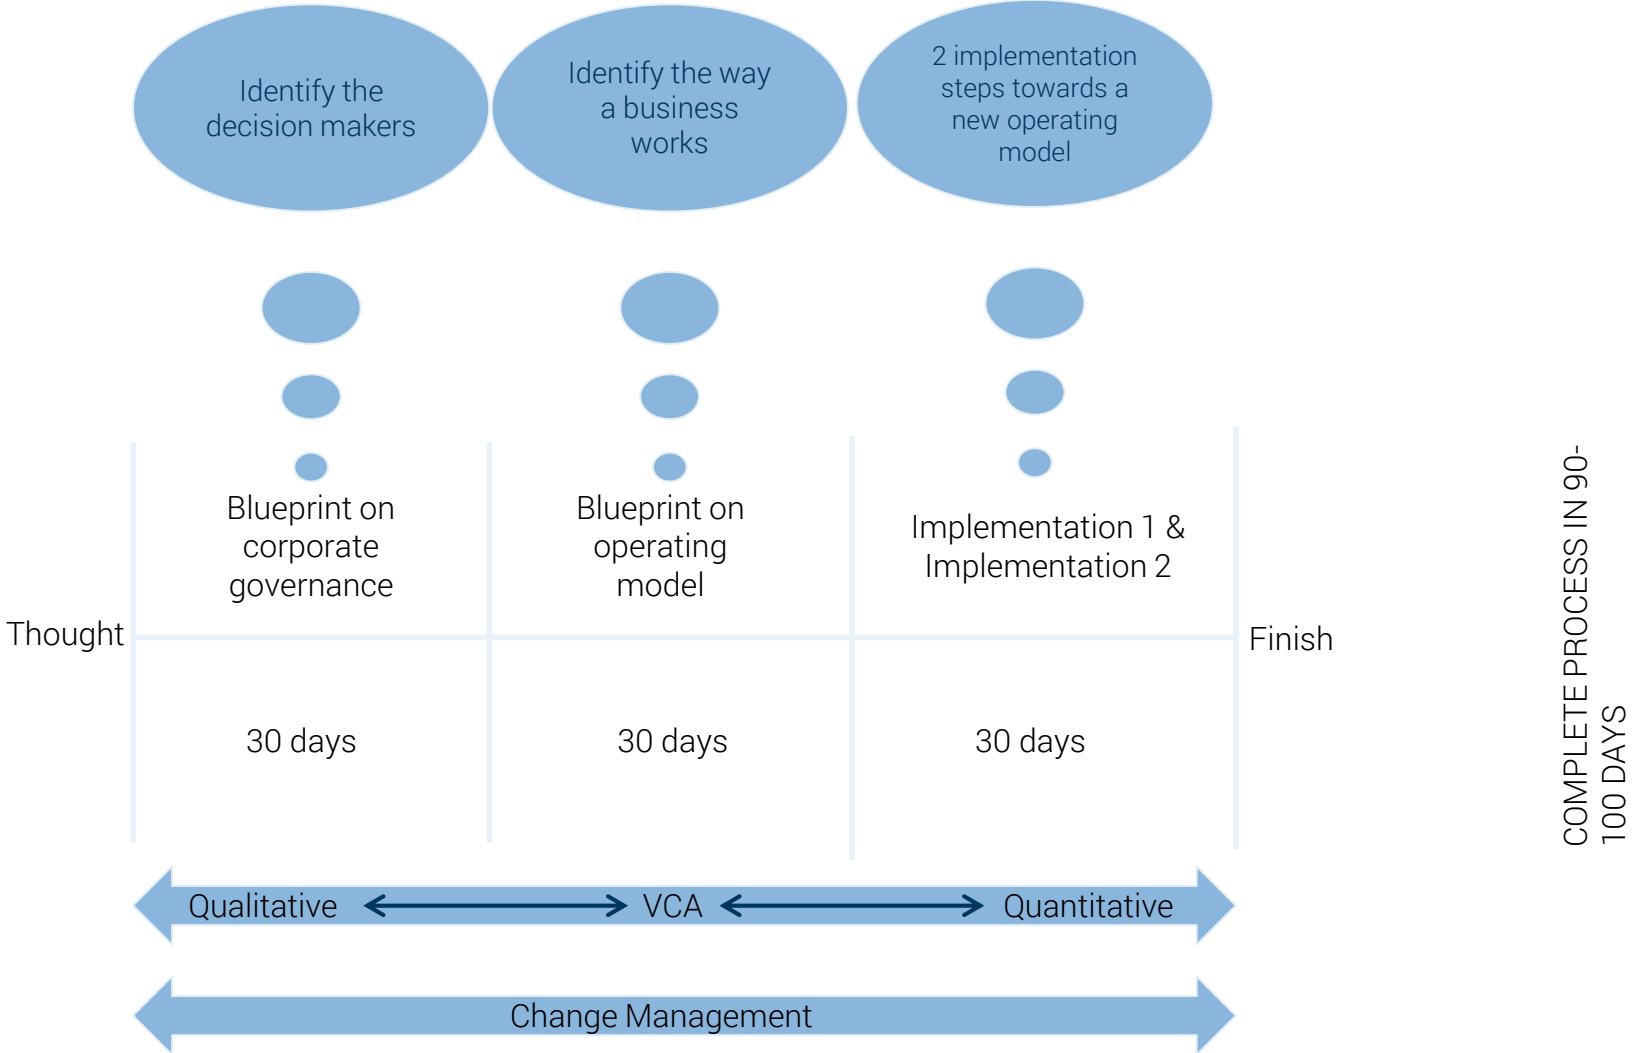 Identify the
decision makers
Identify the way
a business
works
2 implementation
steps towards a
new operating
model
Blueprint on
corporate
governance
Blueprint on
operating
model
Implementation 1 &
Implementation 2
Thought
Finish
30 days
30 days
30 days
Qualitative
VCA
Quantitative
Change Management
COMPLETE PROCESS IN 90-
100 DAYS